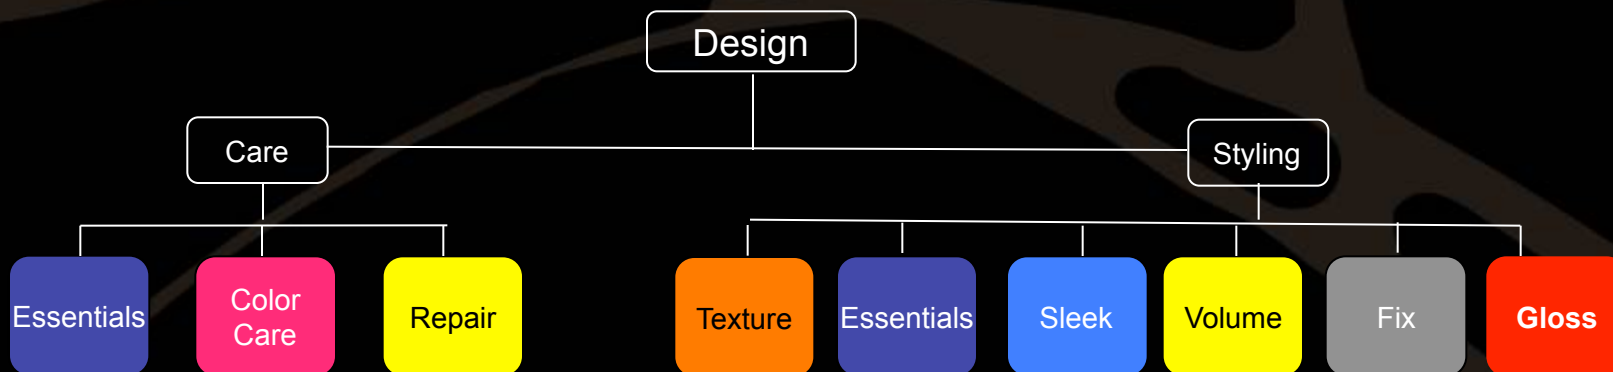 Design
Care
Styling
Essentials
Color
Care
Repair
Texture
Essentials
Sleek
Volume
Fix
Gloss